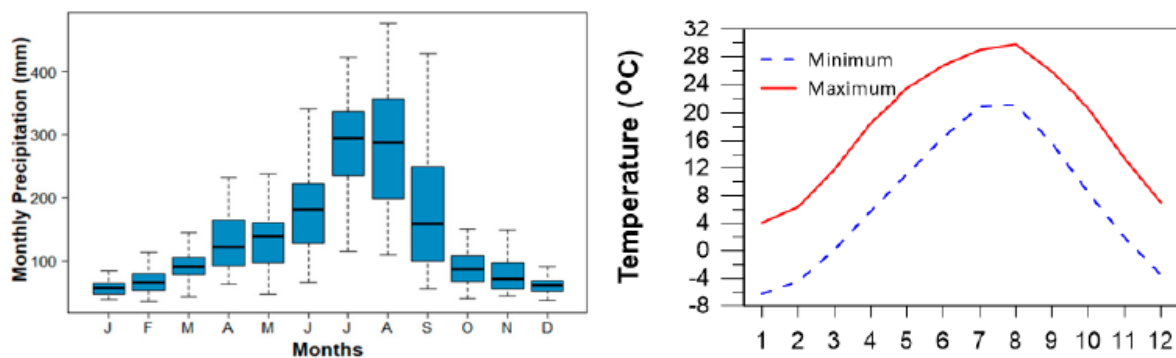 Monthly Precipitation (mm)
400
300
200
100
J F M A M J J A S O N D
Months
Temperature (°C)
32
28
24
20
16
12
8
4
0
-4
-8
Minimum
Maximum
1 2 3 4 5 6 7 8 9 10 11 12